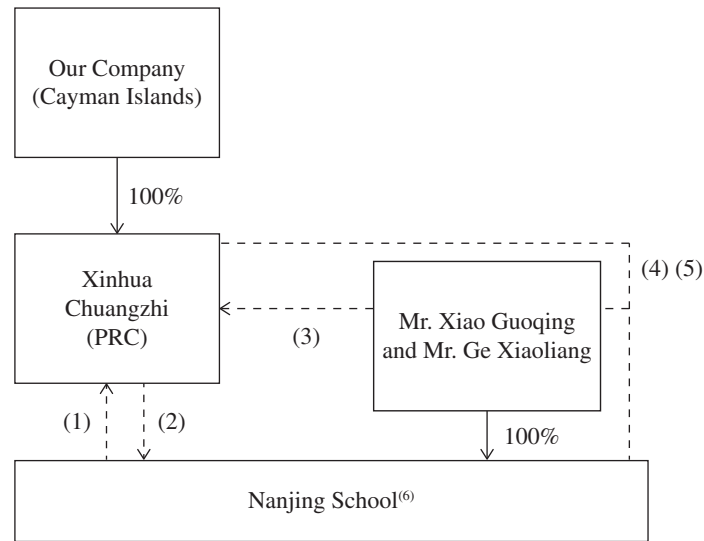 Our Company
(Cayman Islands)
100%
Xinhua
Chuangzhi
(PRC)
(4) (5)
(3)
Mr. Xiao Guoqing
and Mr. Ge Xiaoliang
(1)
(2)
100%
Nanjing School(6)